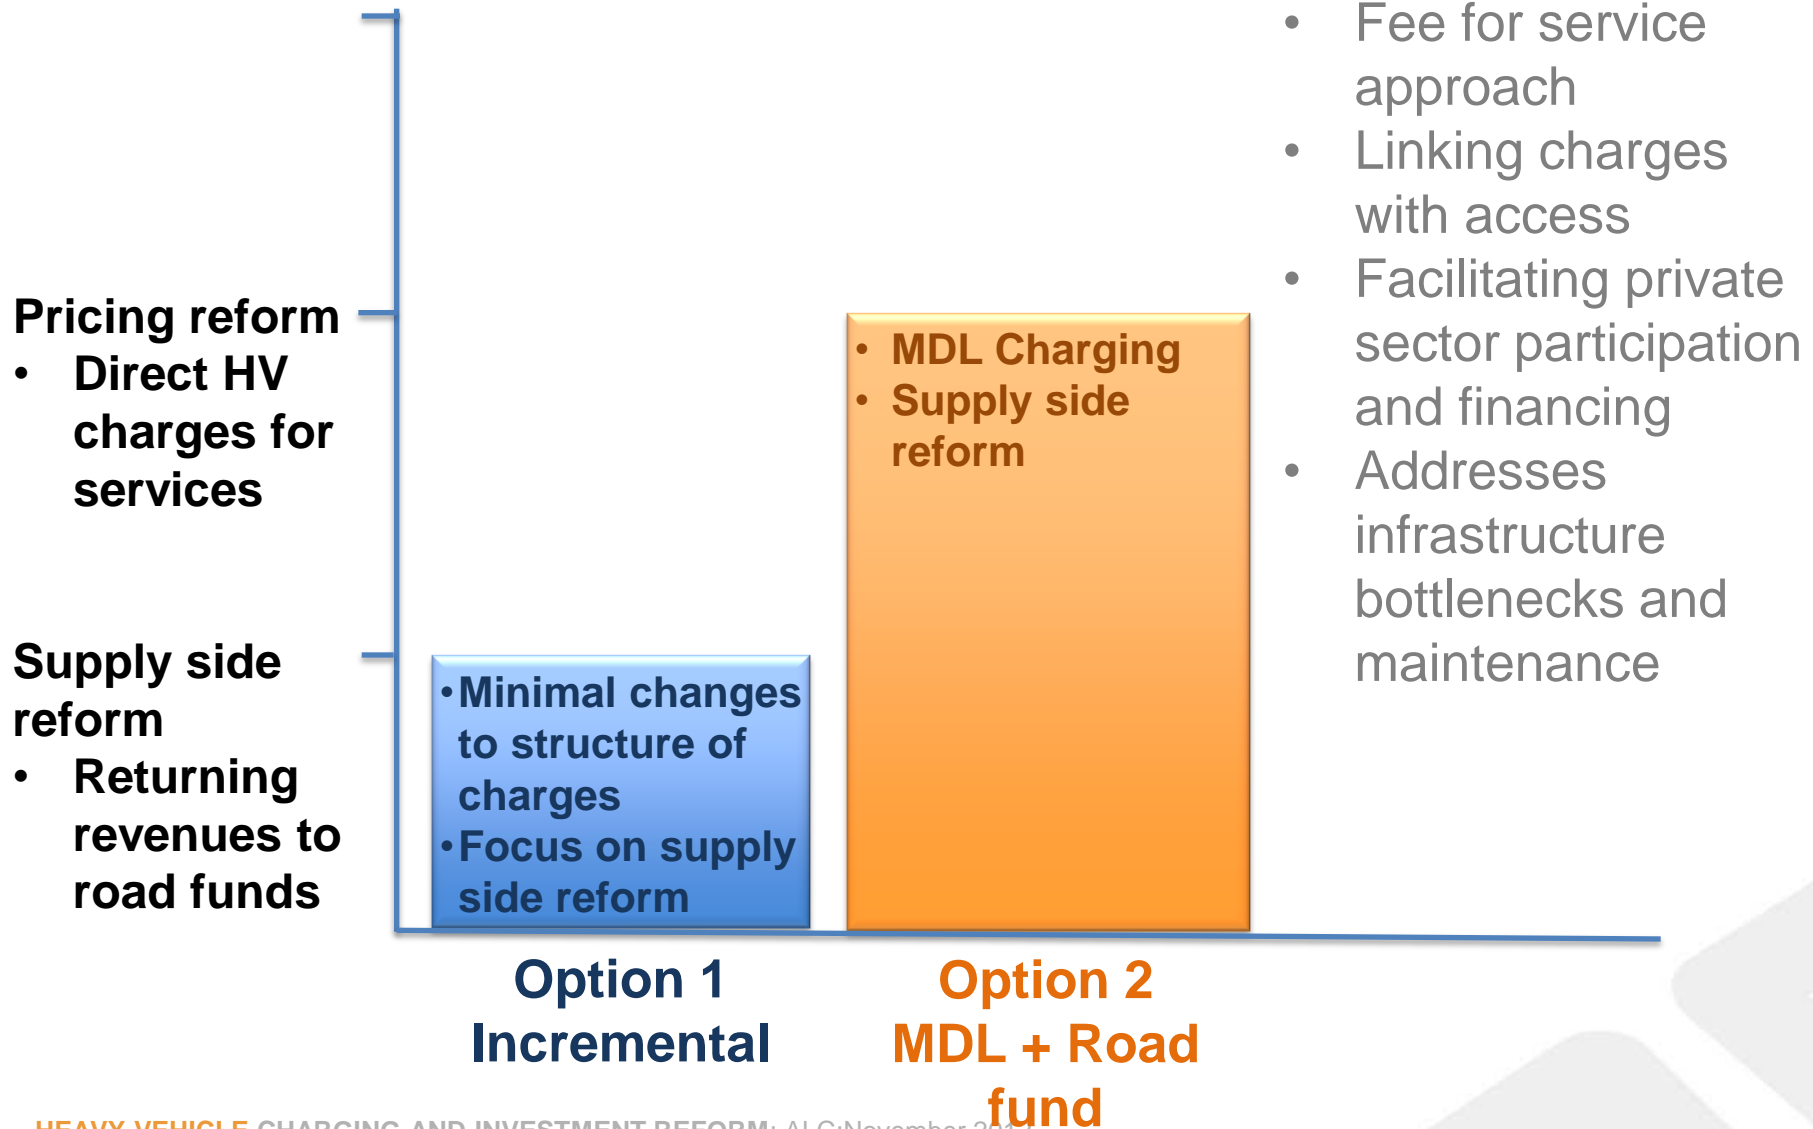 Pricing reform
• Direct HV
charges for
services
Supply side
reform
• Returning
revenues to
road funds
•Minimal changes
to structure of
charges
•Focus on supply
side reform
• MDL Charging
• Supply side
reform
• Fee for service
approach
• Linking charges
with access
• Facilitating private
sector participation
and financing
• Addresses
infrastructure
bottlenecks and
maintenance
Option 1
Incremental
Option 2
MDL + Road
fund
HEAVY VEHICLE CHARGING AND INVESTMENT REFORM: ALC:November